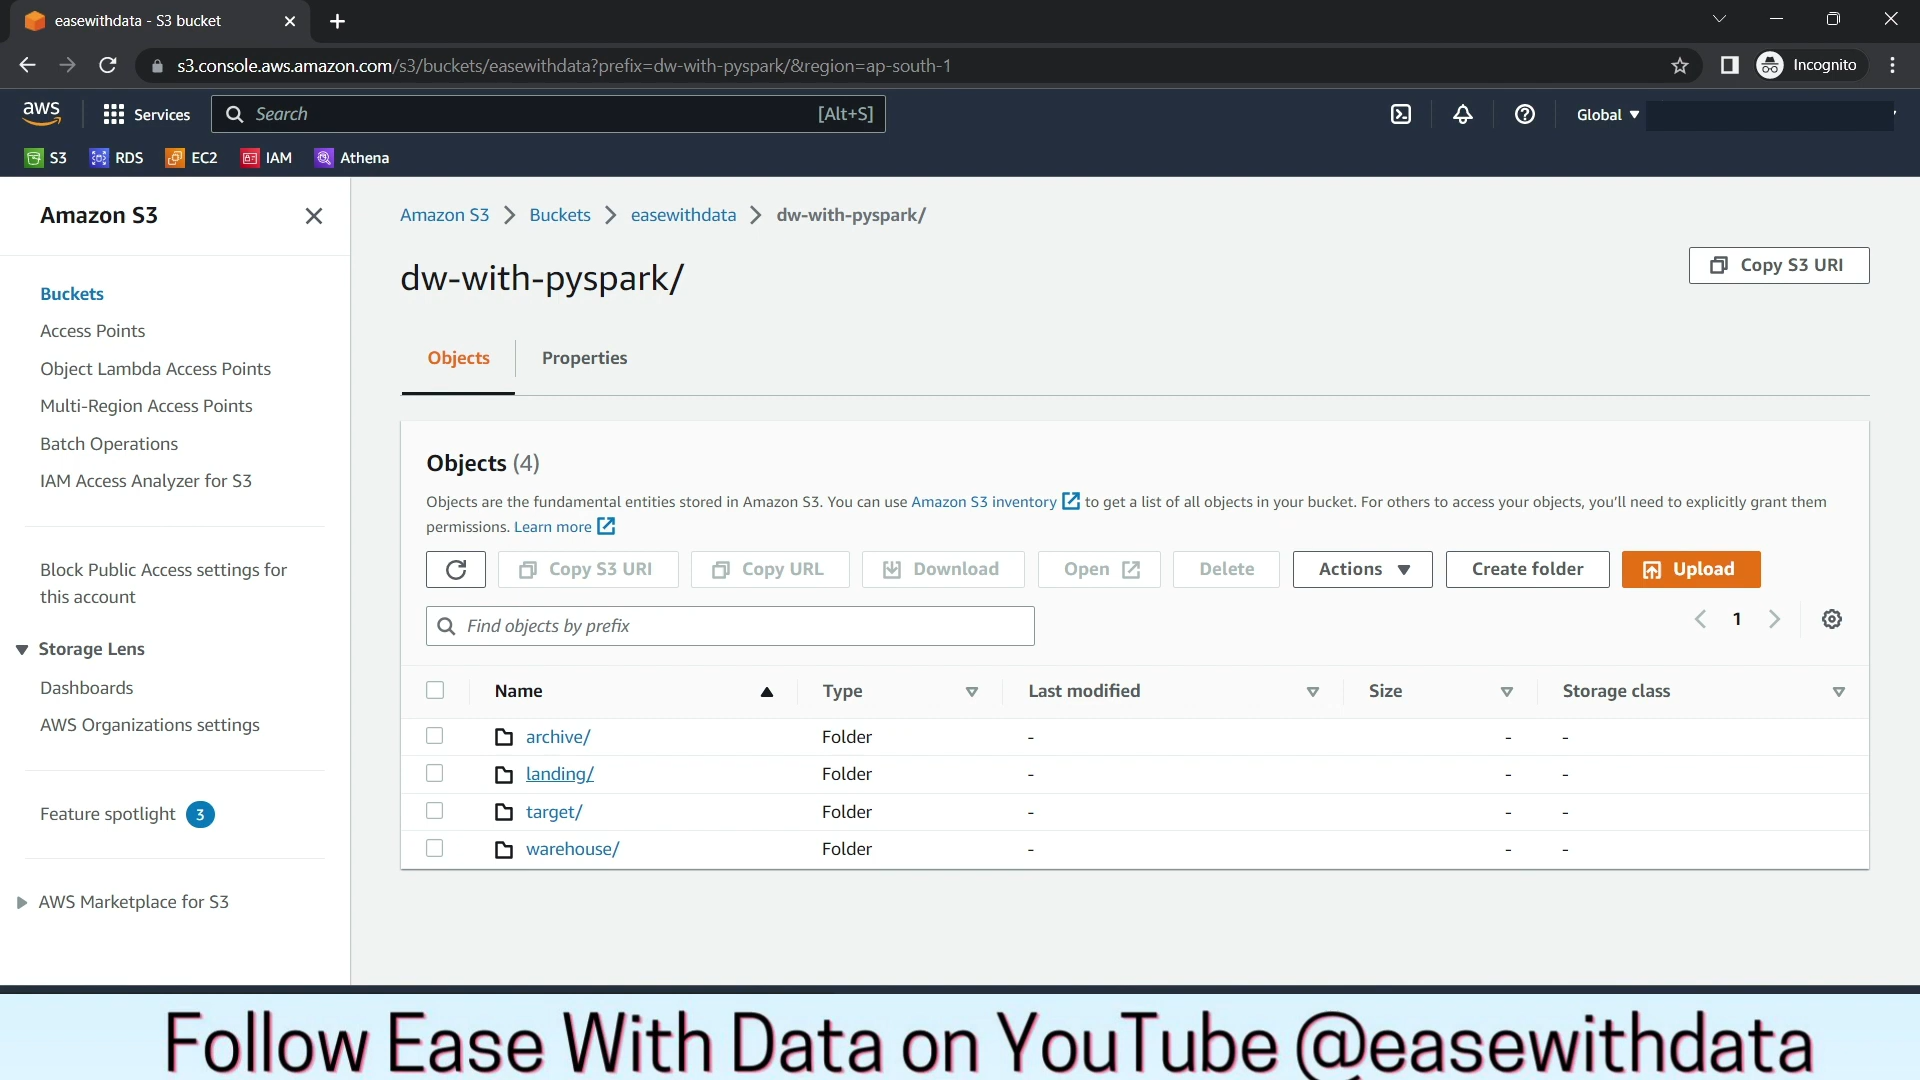 easewithdata - S3 bucket
s3.console.aws.amazon.com/s3/buckets/easewithdata?prefix=dw-with-pyspark/&region=ap-south-1
Incognito
aws
Services
Search
[Alt+S]
Global
S3
RDS
EC2
IAM
Athena
Amazon S3
Buckets
Access Points
Object Lambda Access Points
Multi-Region Access Points
Batch Operations
IAM Access Analyzer for S3
Block Public Access settings for
this account
Storage Lens
Dashboards
AWS Organizations settings
Feature spotlight 3
AWS Marketplace for S3
Amazon S3 > Buckets > easewithdata > dw-with-pyspark/
dw-with-pyspark/
Copy S3 URI
Objects
Properties
Objects (4)
Objects are the fundamental entities stored in Amazon S3. You can use Amazon S3 inventory to get a list of all objects in your bucket. For others to access your objects, you'll need to explicitly grant them
permissions. Learn more
Copy S3 URI
Copy URL
Download
Open
Delete
Actions
Create folder
Upload
Find objects by prefix
1
Name Type Last modified Size Storage class
archive/ Folder - - -
landing/ Folder - - -
target/ Folder - - -
warehouse/ Folder - - -
Follow Ease With Data on YouTube @easewithdata